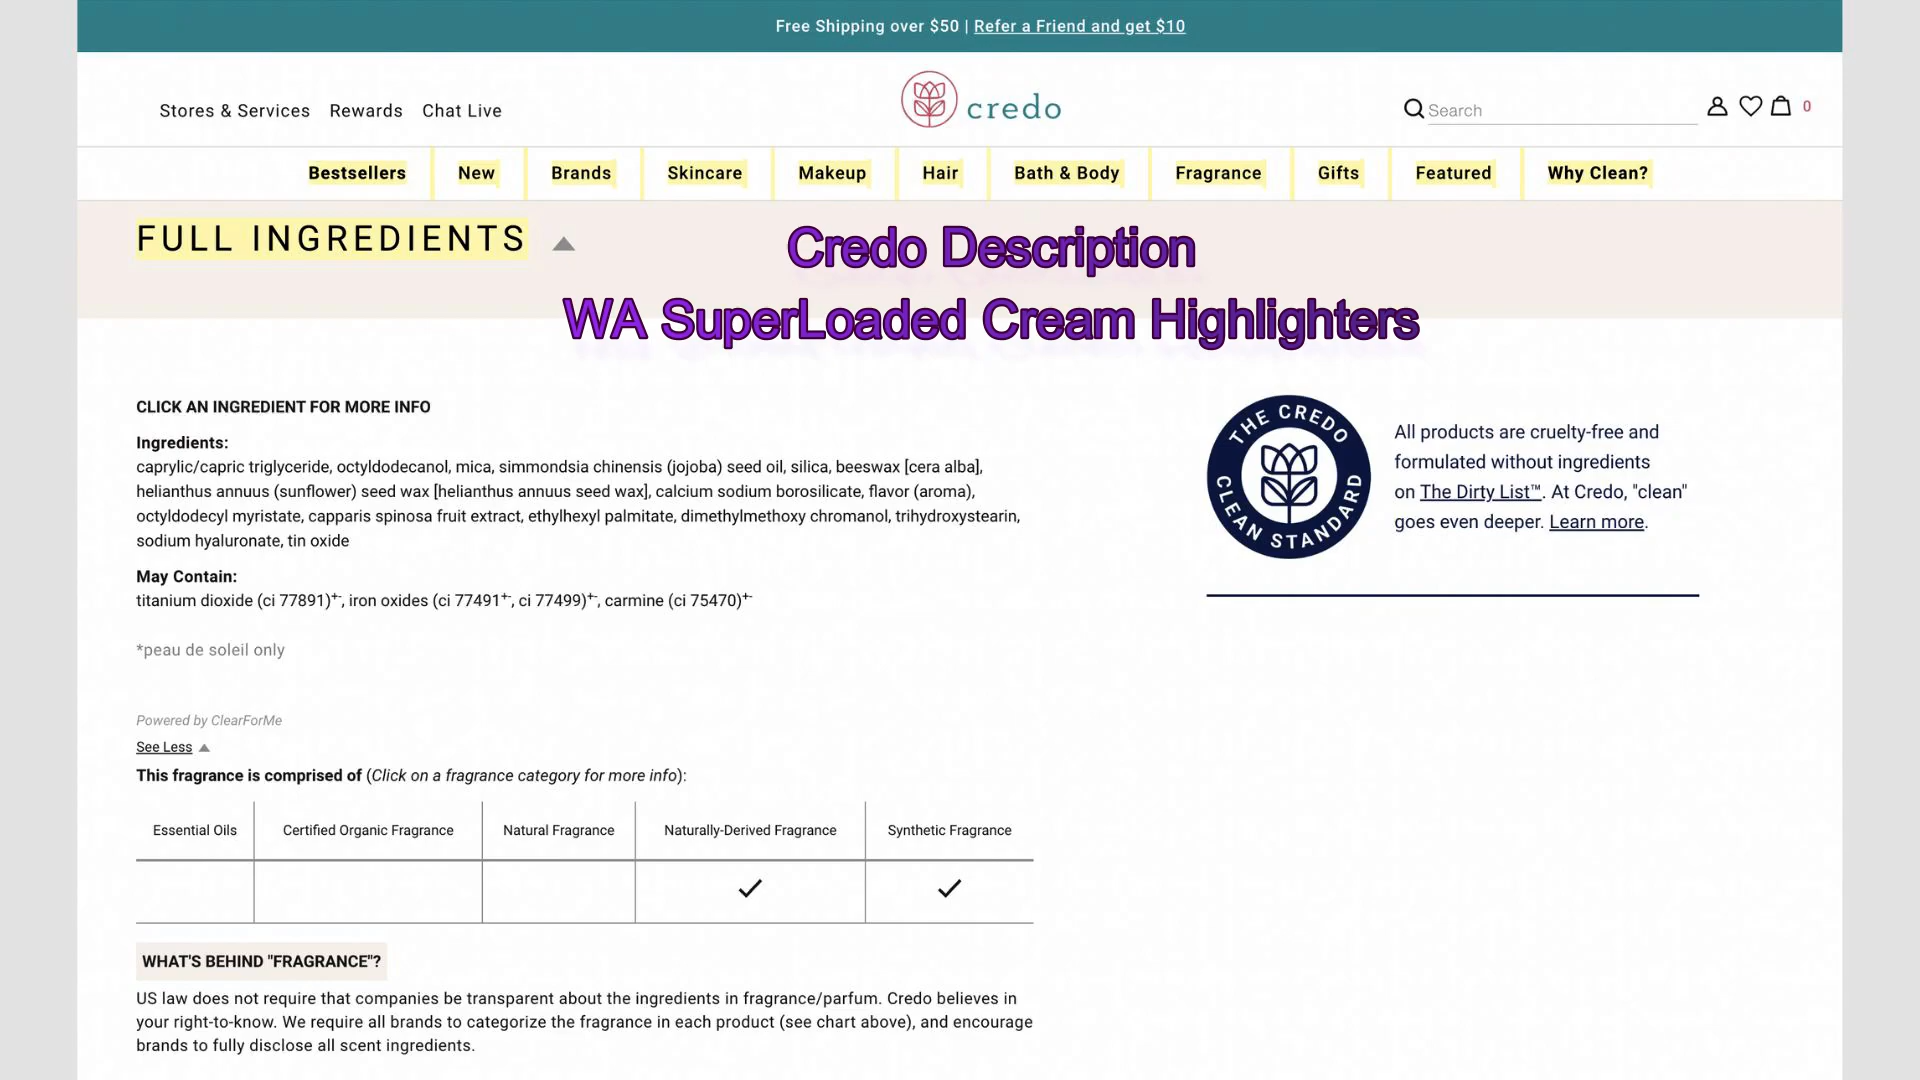 Free Shipping over $50 | Refer a Friend and get $10
Stores & Services Rewards Chat Live
credo
Search
0
Bestsellers New Brands Skincare Makeup Hair Bath & Body Fragrance Gifts Featured Why Clean?
FULL INGREDIENTS
Credo Description
WA SuperLoaded Cream Highlighters
CLICK AN INGREDIENT FOR MORE INFO
Ingredients:
caprylic/capric triglyceride, octyldodecanol, mica, simmondsia chinensis (jojoba) seed oil, silica, beeswax [cera alba],
helianthus annuus (sunflower) seed wax [helianthus annuus seed wax], calcium sodium borosilicate, flavor (aroma),
octyldodecyl myristate, capparis spinosa fruit extract, ethylhexyl palmitate, dimethylmethoxy chromanol, trihydroxystearin,
sodium hyaluronate, tin oxide
May Contain:
titanium dioxide (ci 77891)+-, iron oxides (ci 77491+-, ci 77499)+-, carmine (ci 75470)+-
*peau de soleil only
Powered by ClearForMe
See Less
This fragrance is comprised of (Click on a fragrance category for more info):
Essential Oils Certified Organic Fragrance Natural Fragrance Naturally-Derived Fragrance Synthetic Fragrance
✓ ✓
WHAT'S BEHIND "FRAGRANCE"?
US law does not require that companies be transparent about the ingredients in fragrance/parfum. Credo believes in
your right-to-know. We require all brands to categorize the fragrance in each product (see chart above), and encourage
brands to fully disclose all scent ingredients.
THE CREDO
CLEAN STANDARD
All products are cruelty-free and
formulated without ingredients
on The Dirty List™. At Credo, "clean"
goes even deeper. Learn more.